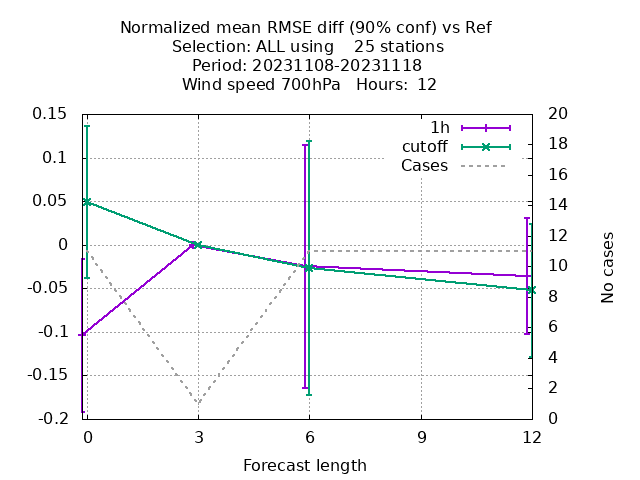 Normalized mean RMSE diff (90% conf) vs Ref
Selection: ALL using    25 stations
Period: 20231108-20231118
Wind speed 700hPa   Hours:  12
0.15
0.1
0.05
0
-0.05
-0.1
-0.15
-0.2
20
18
16
14
12
10
8
6
4
2
0
1h
cutoff
Cases
No cases
0 3 6 9 12
Forecast length